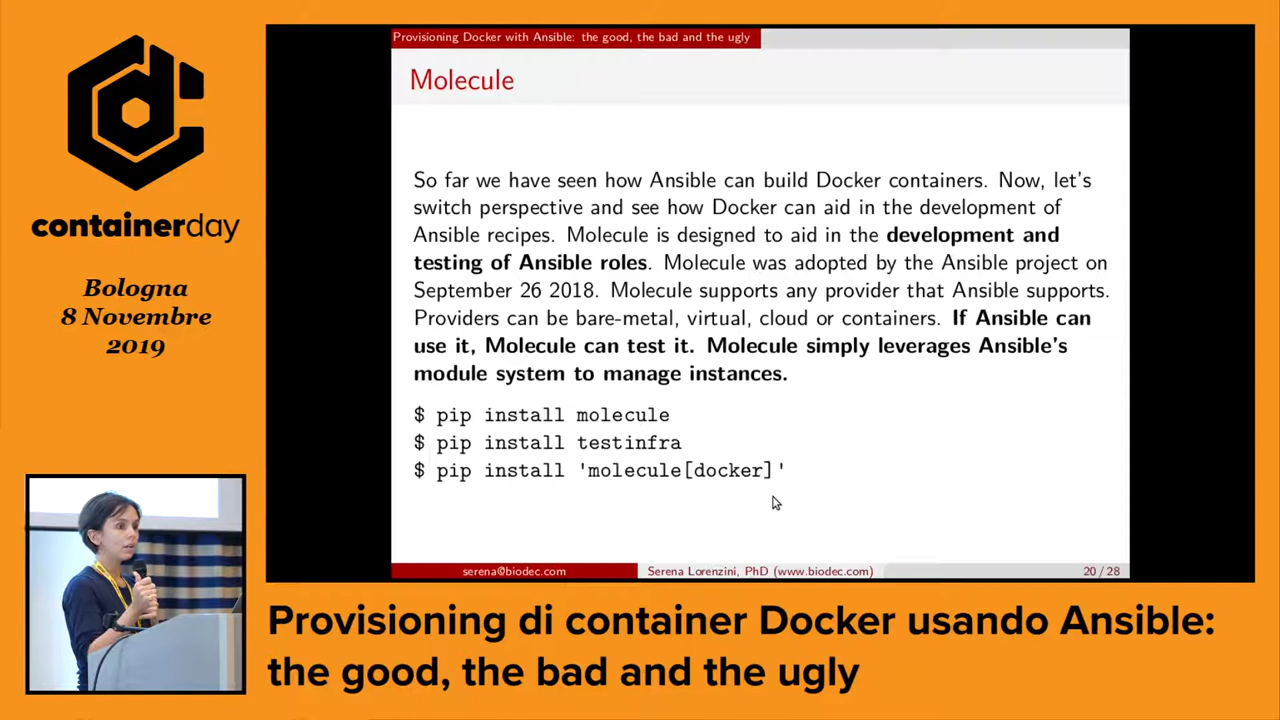 containerday
Bologna
8 Novembre
2019
Provisioning Docker with Ansible: the good, the bad and the ugly
Molecule
So far we have seen how Ansible can build Docker containers. Now, let's
switch perspective and see how Docker can aid in the development of
Ansible recipes. Molecule is designed to aid in the development and
testing of Ansible roles. Molecule was adopted by the Ansible project on
September 26 2018. Molecule supports any provider that Ansible supports.
Providers can be bare-metal, virtual, cloud or containers. If Ansible can
use it, Molecule can test it. Molecule simply leverages Ansible's
module system to manage instances.
$ pip install molecule
$ pip install testinfra
$ pip install 'molecule[docker]'
serena@biodec.com
Serena Lorenzini, PhD (www.biodec.com)
20 / 28
Provisioning di container Docker usando Ansible:
the good, the bad and the ugly